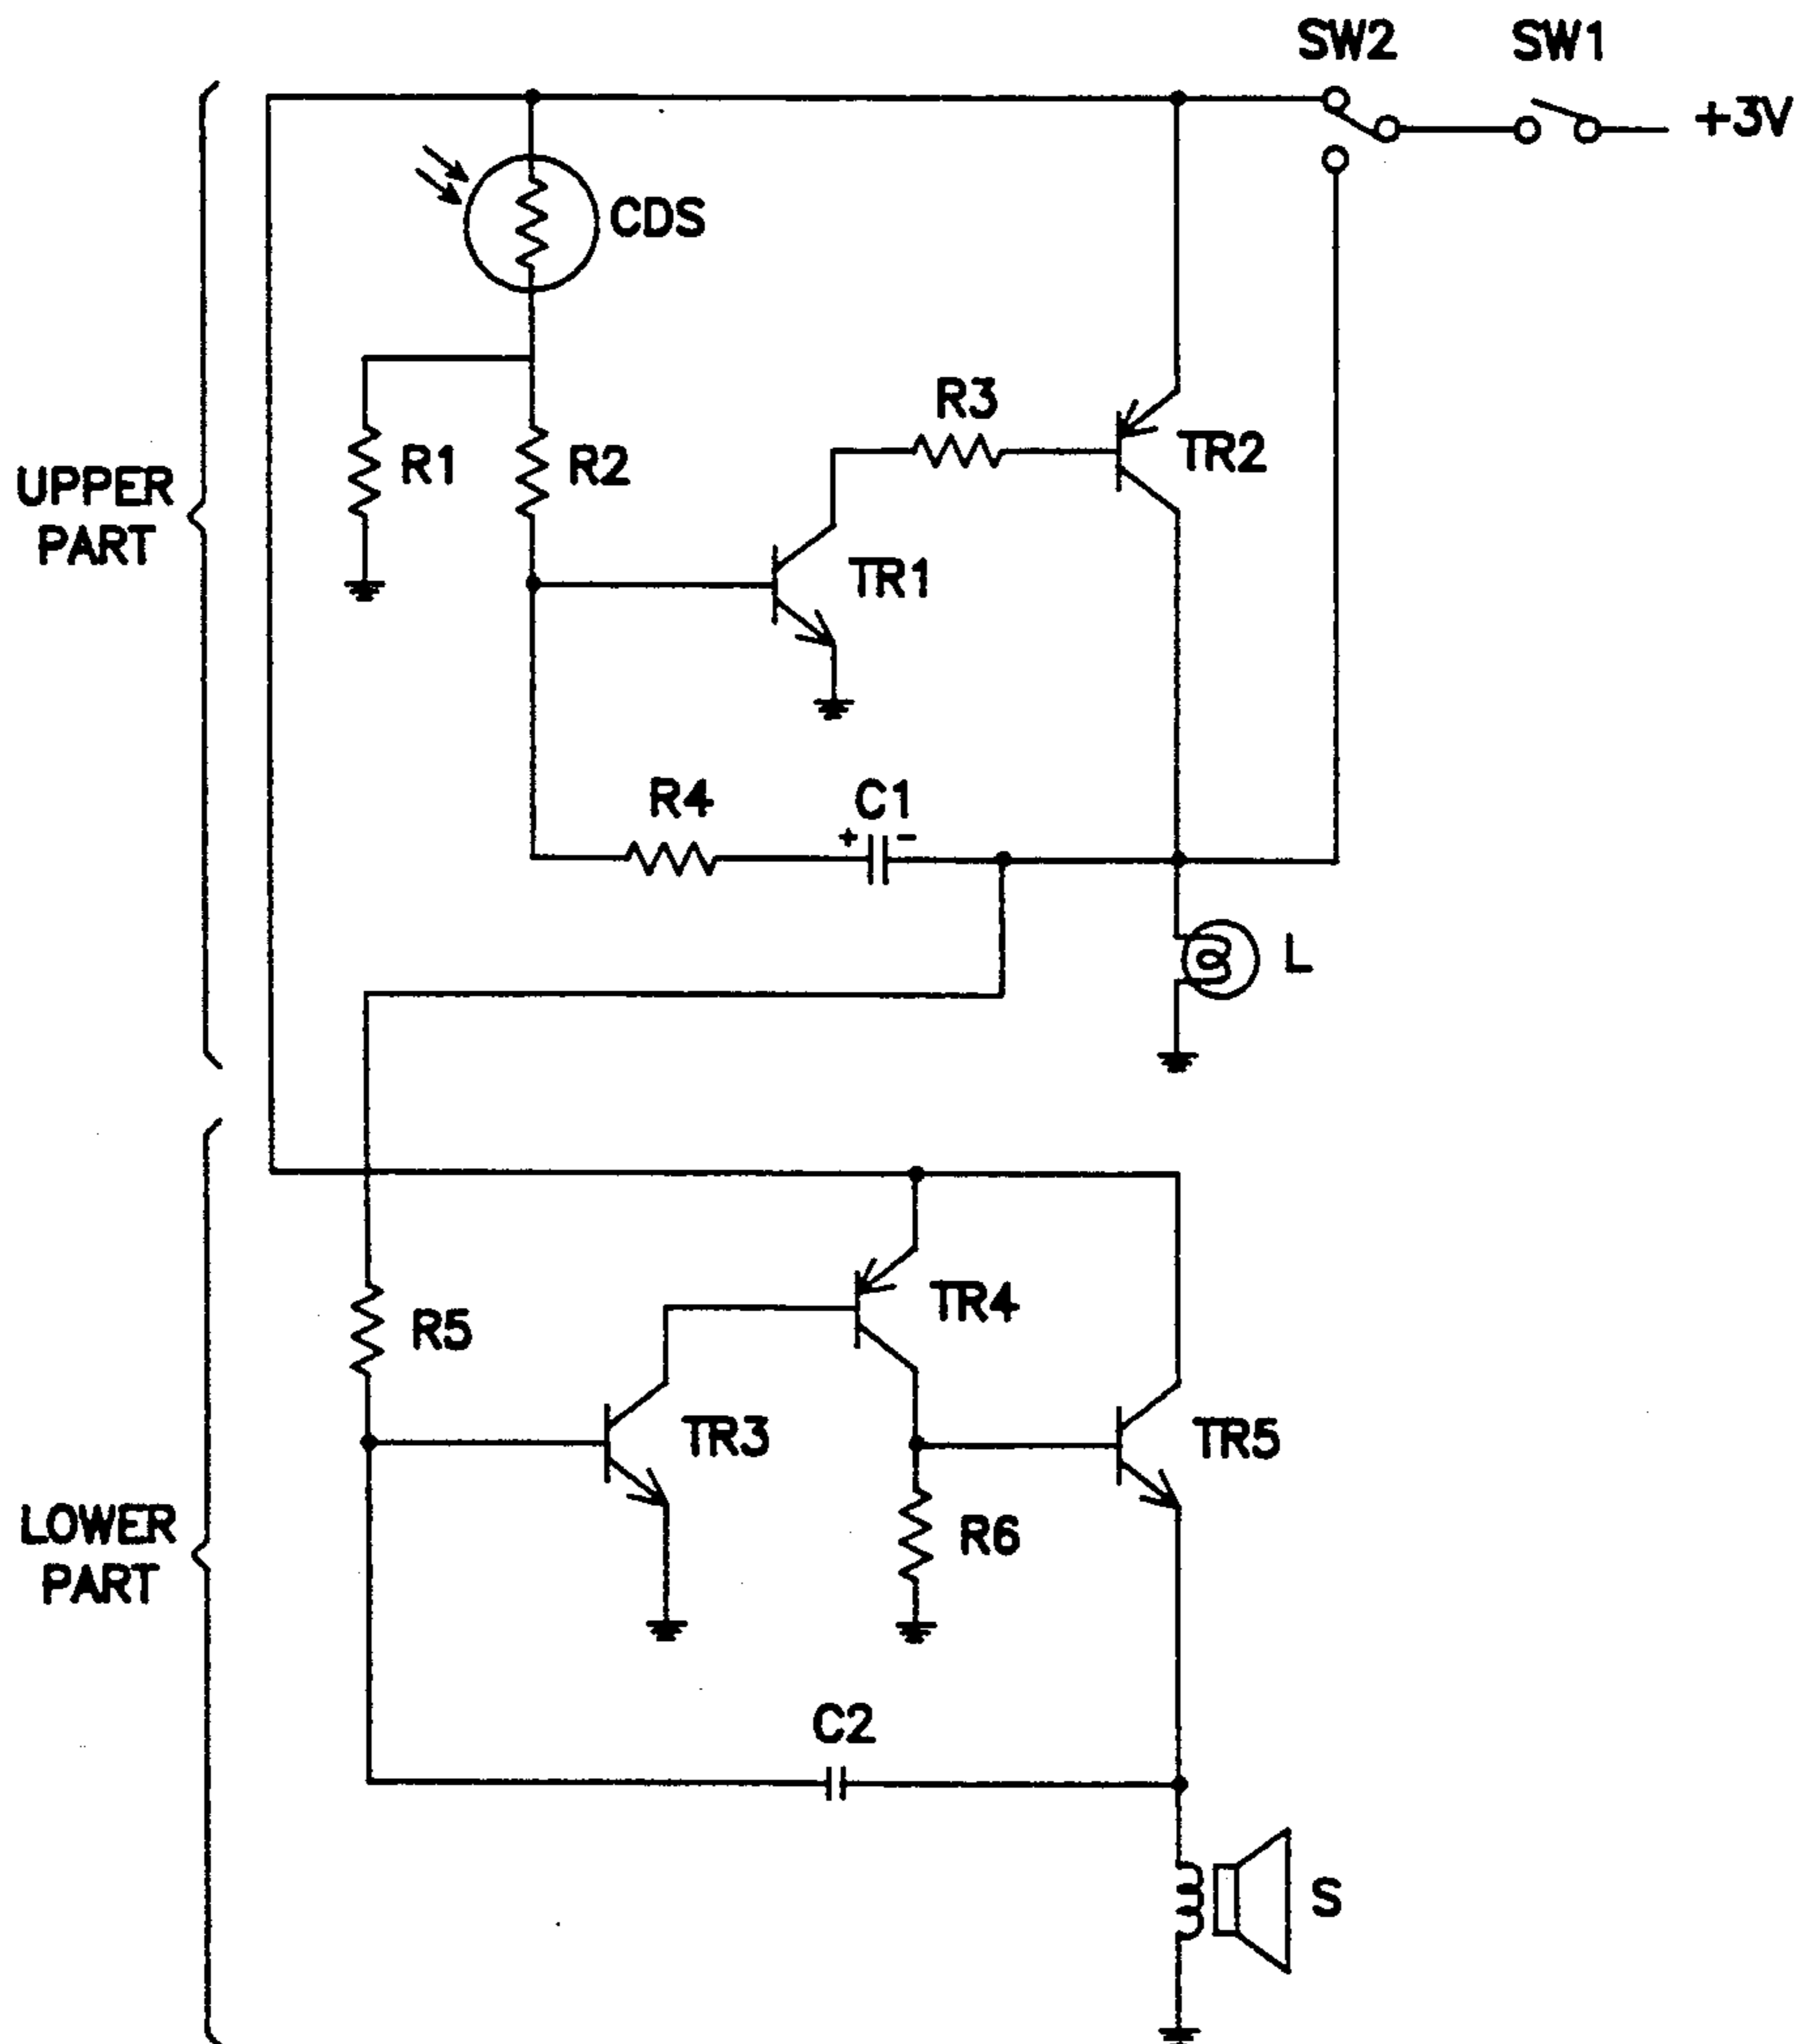 SW2
SW1
+3V
CDS
R3
TR2
R1
R2
UPPER
PART
TR1
R4
C1
+
-
L
TR4
R5
TR3
TR5
R6
LOWER
PART
C2
S